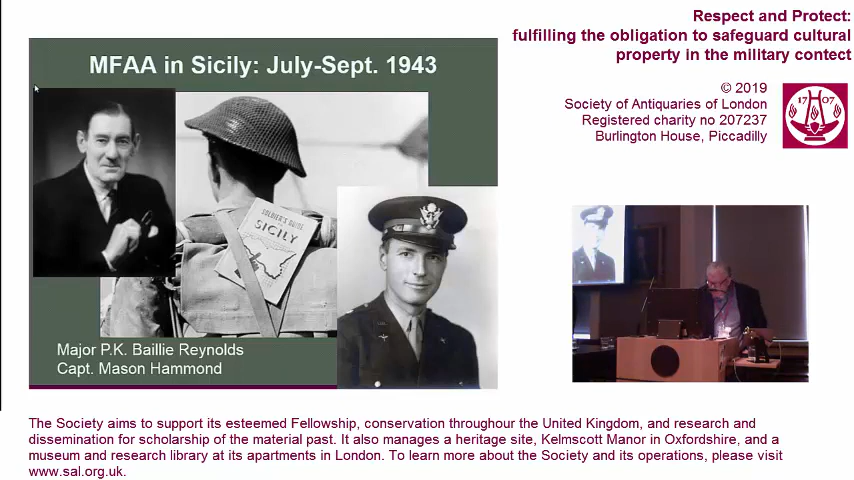 Respect and Protect:
fulfilling the obligation to safeguard cultural
property in the military contect
© 2019
Society of Antiquaries of London
Registered charity no 207237
Burlington House, Piccadilly
17 07
MFAA in Sicily: July-Sept. 1943
SOLDIER'S GUIDE
SICILY
Major P.K. Baillie Reynolds
Capt. Mason Hammond
The Society aims to support its esteemed Fellowship, conservation throughour the United Kingdom, and research and
dissemination for scholarship of the material past. It also manages a heritage site, Kelmscott Manor in Oxfordshire, and a
museum and research library at its apartments in London. To learn more about the Society and its operations, please visit
www.sal.org.uk.